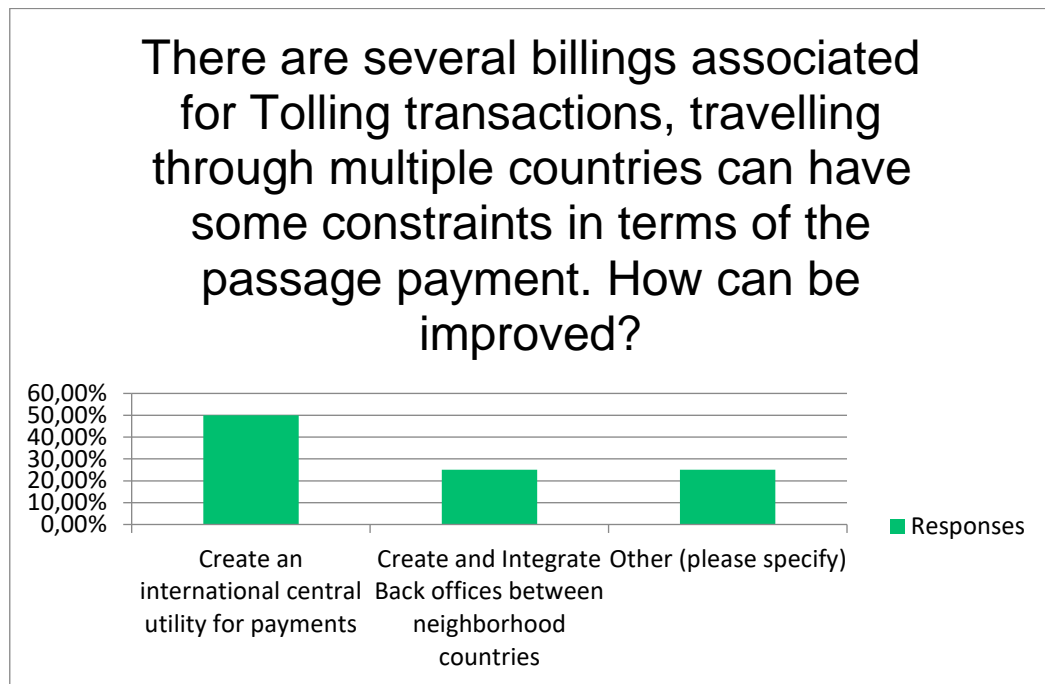 There are several billings associated
for Tolling transactions, travelling
through multiple countries can have
some constraints in terms of the
passage payment. How can be
improved?
60,00%
50,00%
40,00%
30,00%
20,00%
10,00%
0,00%
Create an
international central
utility for payments
Create and Integrate
Back offices between
neighborhood
countries
Other (please specify)
Responses